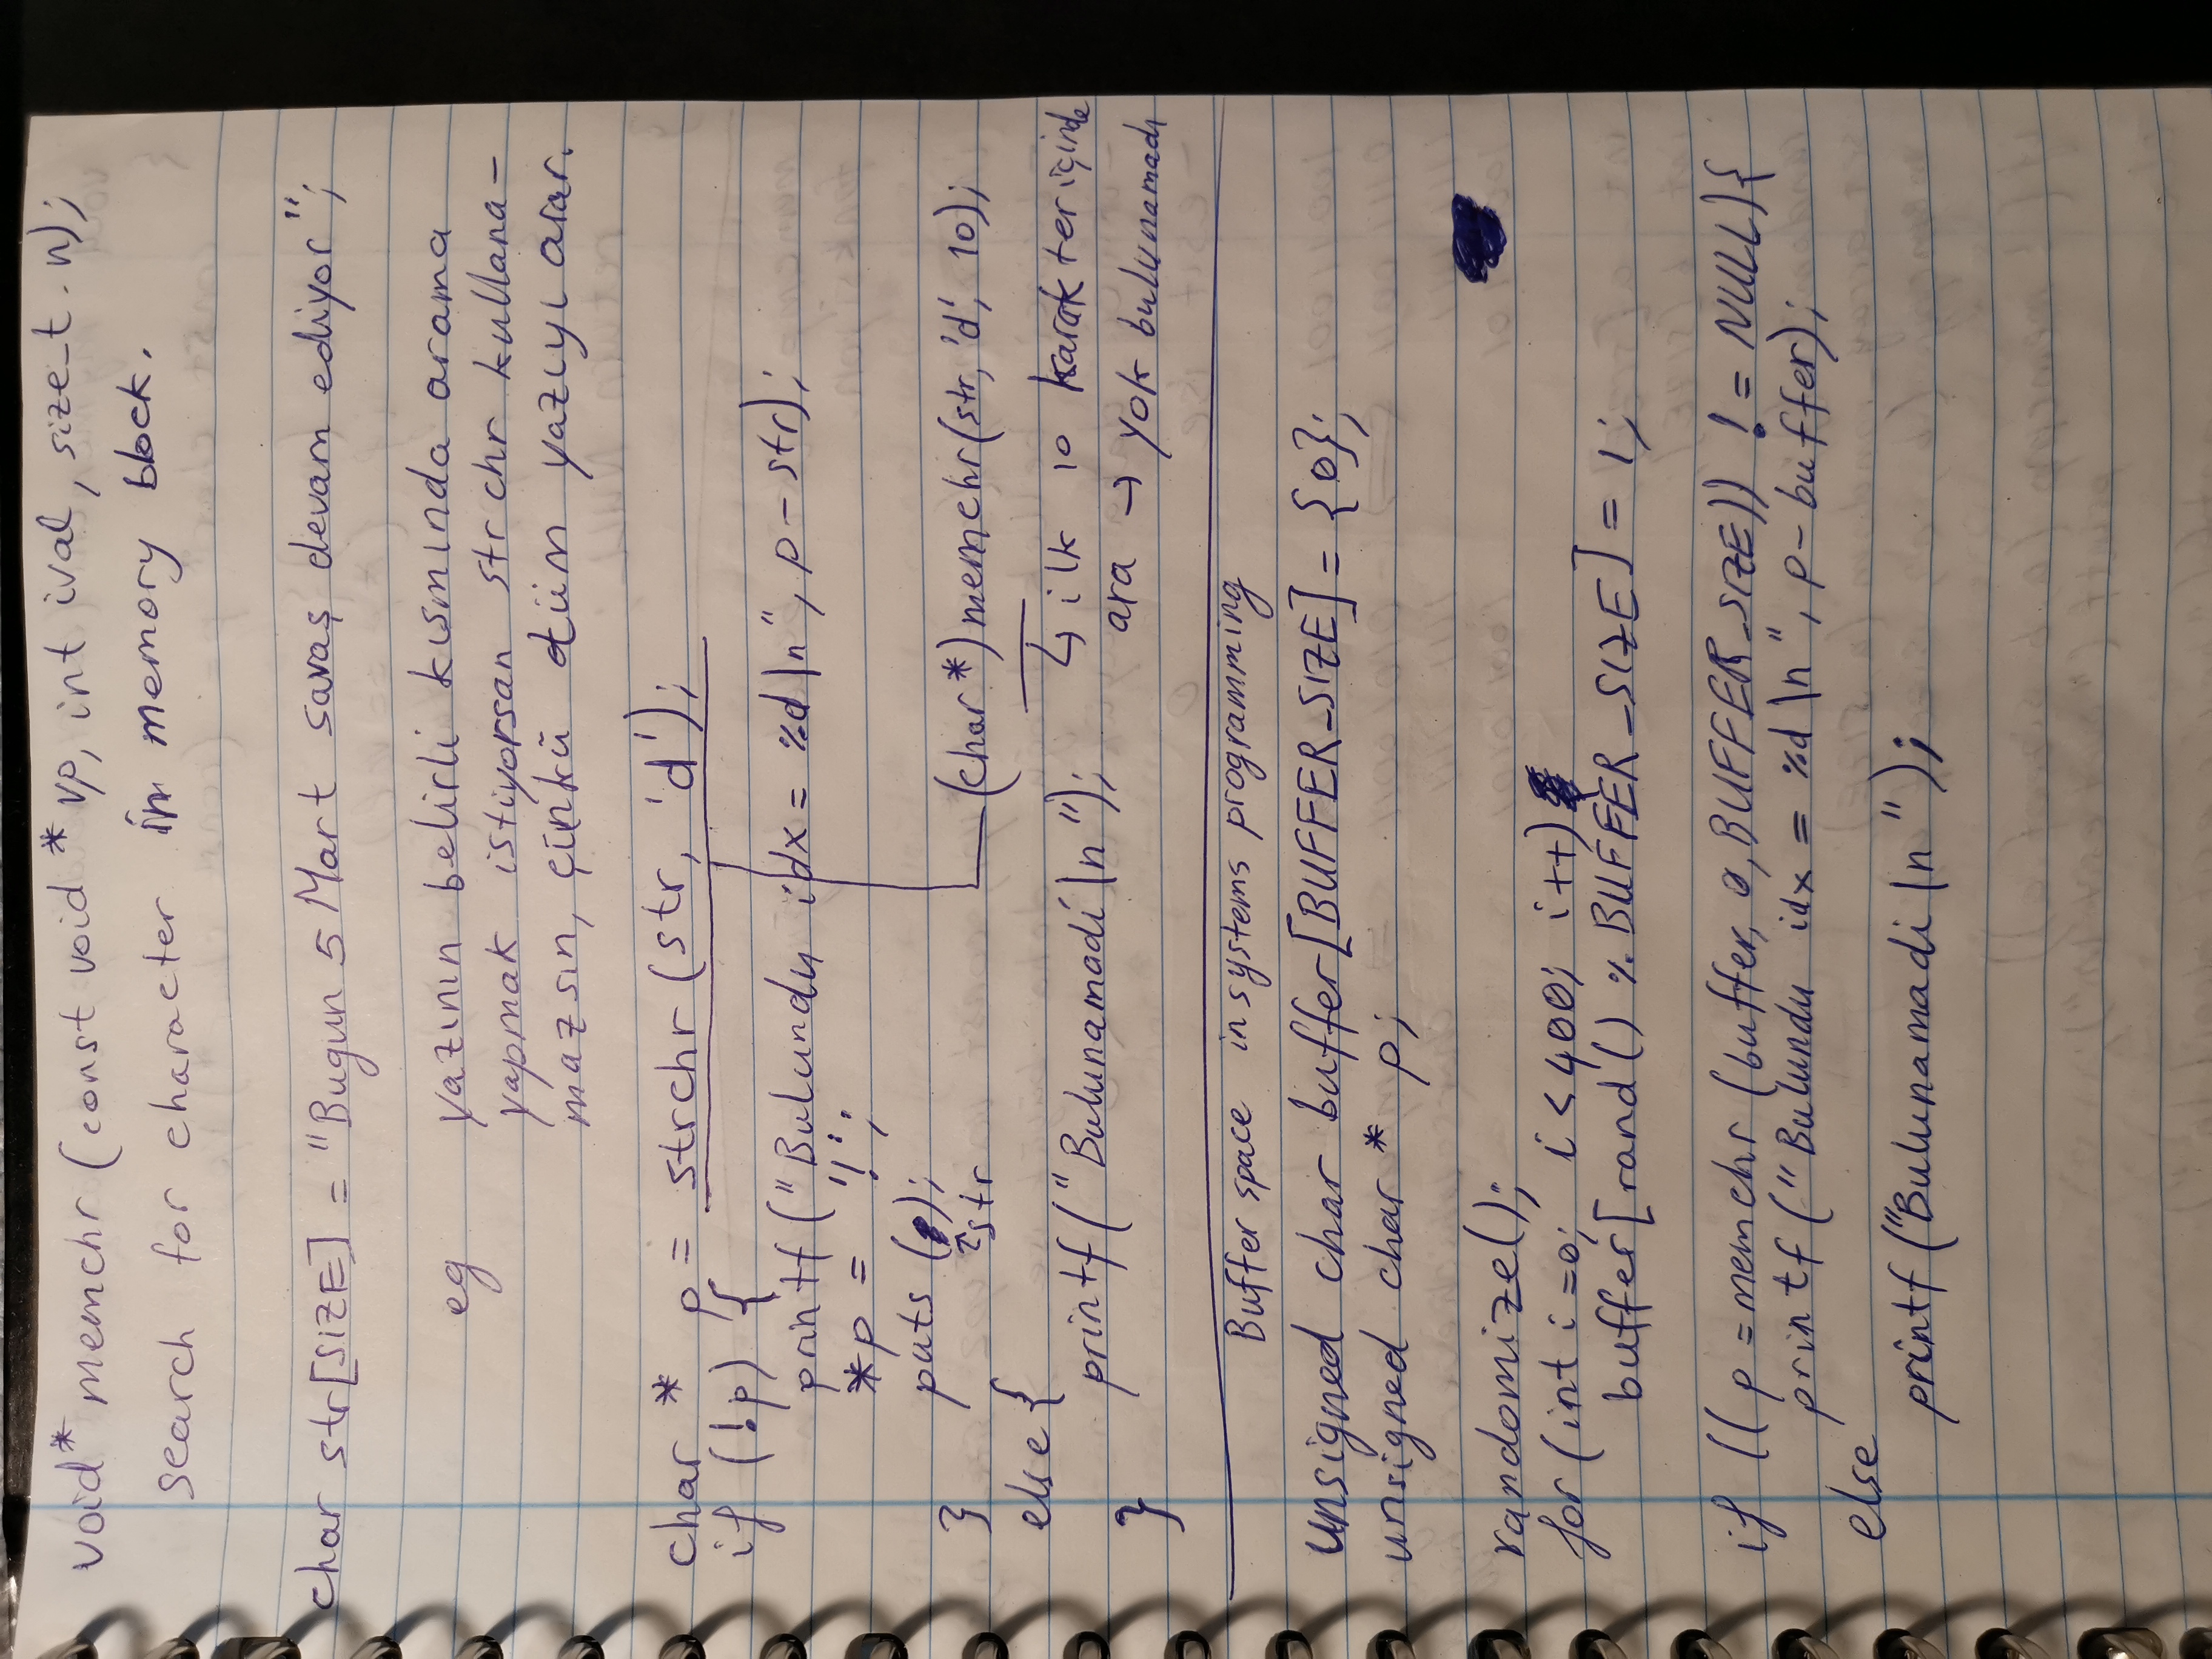 void* memchr (const void * vp, int ival, size_t n);
search for character in memory block.
char str[SIZE] = "Bugun 5 Mart savaş devam ediyor";
eg yazının belirli kısmında arama
yapmak istiyorsan strchr kullana-
mazsın, çinkü tüm yazıyı arar.
char * p = strchr (str, 'd');
if (!p) {
printf ("Bulundu idx = %d \n", p - str);
*p = '!';
puts (p);
↑str
}
(char*) memchr(str, 'd', 10);
else {
printf ("Bulunamadi \n");
}
↳ ilk 10 karakter içinde
ara → yok bulunamadı
Buffer space in systems programming
unsigned char buffer[BUFFER_SIZE] = {0};
unsigned char * p;
randomize();
for (int i = 0; i < 400; i++)
buffer[rand() % BUFFER_SIZE] = 1;
if ((p = memchr (buffer, 0, BUFFER_SIZE)) != NULL){
printf ("Bulundu idx = %d \n", p - buffer);
else
printf ("Bulunamadi \n");